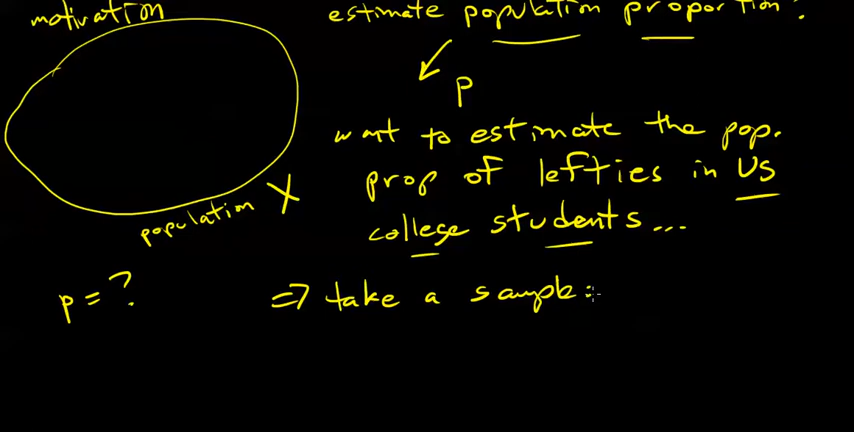 motivation
estimate population proportion?
p
want to estimate the pop.
prop of lefties in US
college students...
population X
p = ?
=> take a sample: